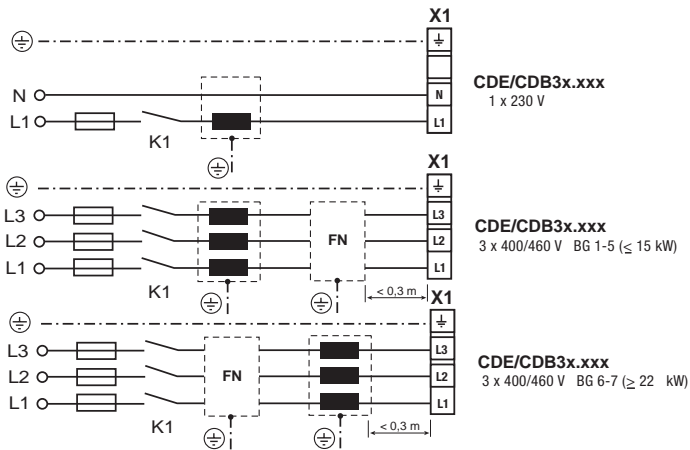 X1
N
L1
K1
N
L1
CDE/CDB3x.xxx
1 x 230 V
X1
L3
L2
L1
K1
FN
< 0,3 m
L3
L2
L1
CDE/CDB3x.xxx
3 x 400/460 V BG 1-5 (≤ 15 kW)
X1
L3
L2
L1
K1
FN
< 0,3 m
L3
L2
L1
CDE/CDB3x.xxx
3 x 400/460 V BG 6-7 (≥ 22 kW)